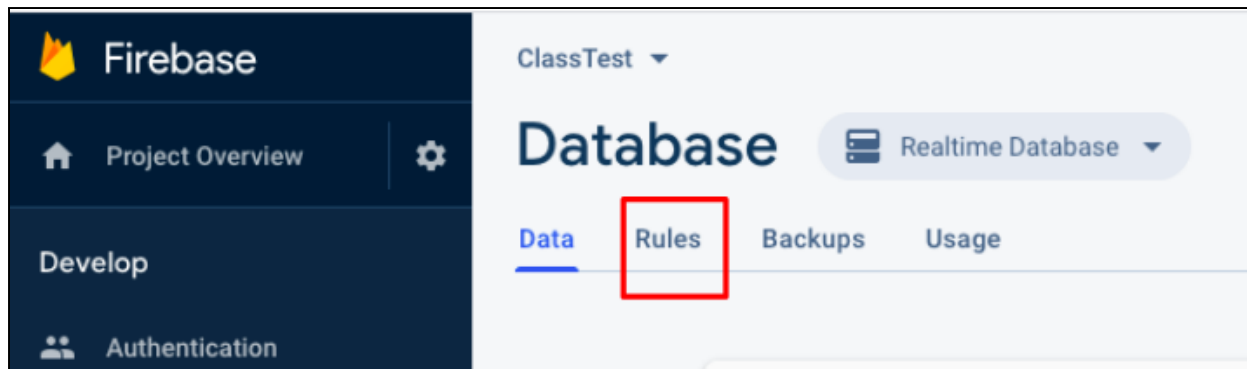 Firebase
Project Overview
Develop
Authentication
ClassTest
Database
Realtime Database
Data Rules Backups Usage